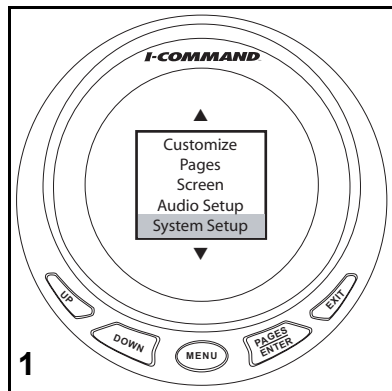 I-COMMAND
▲
Customize
Pages
Screen
Audio Setup
System Setup
▼
UP
DOWN
MENU
PAGES
ENTER
EXIT
1